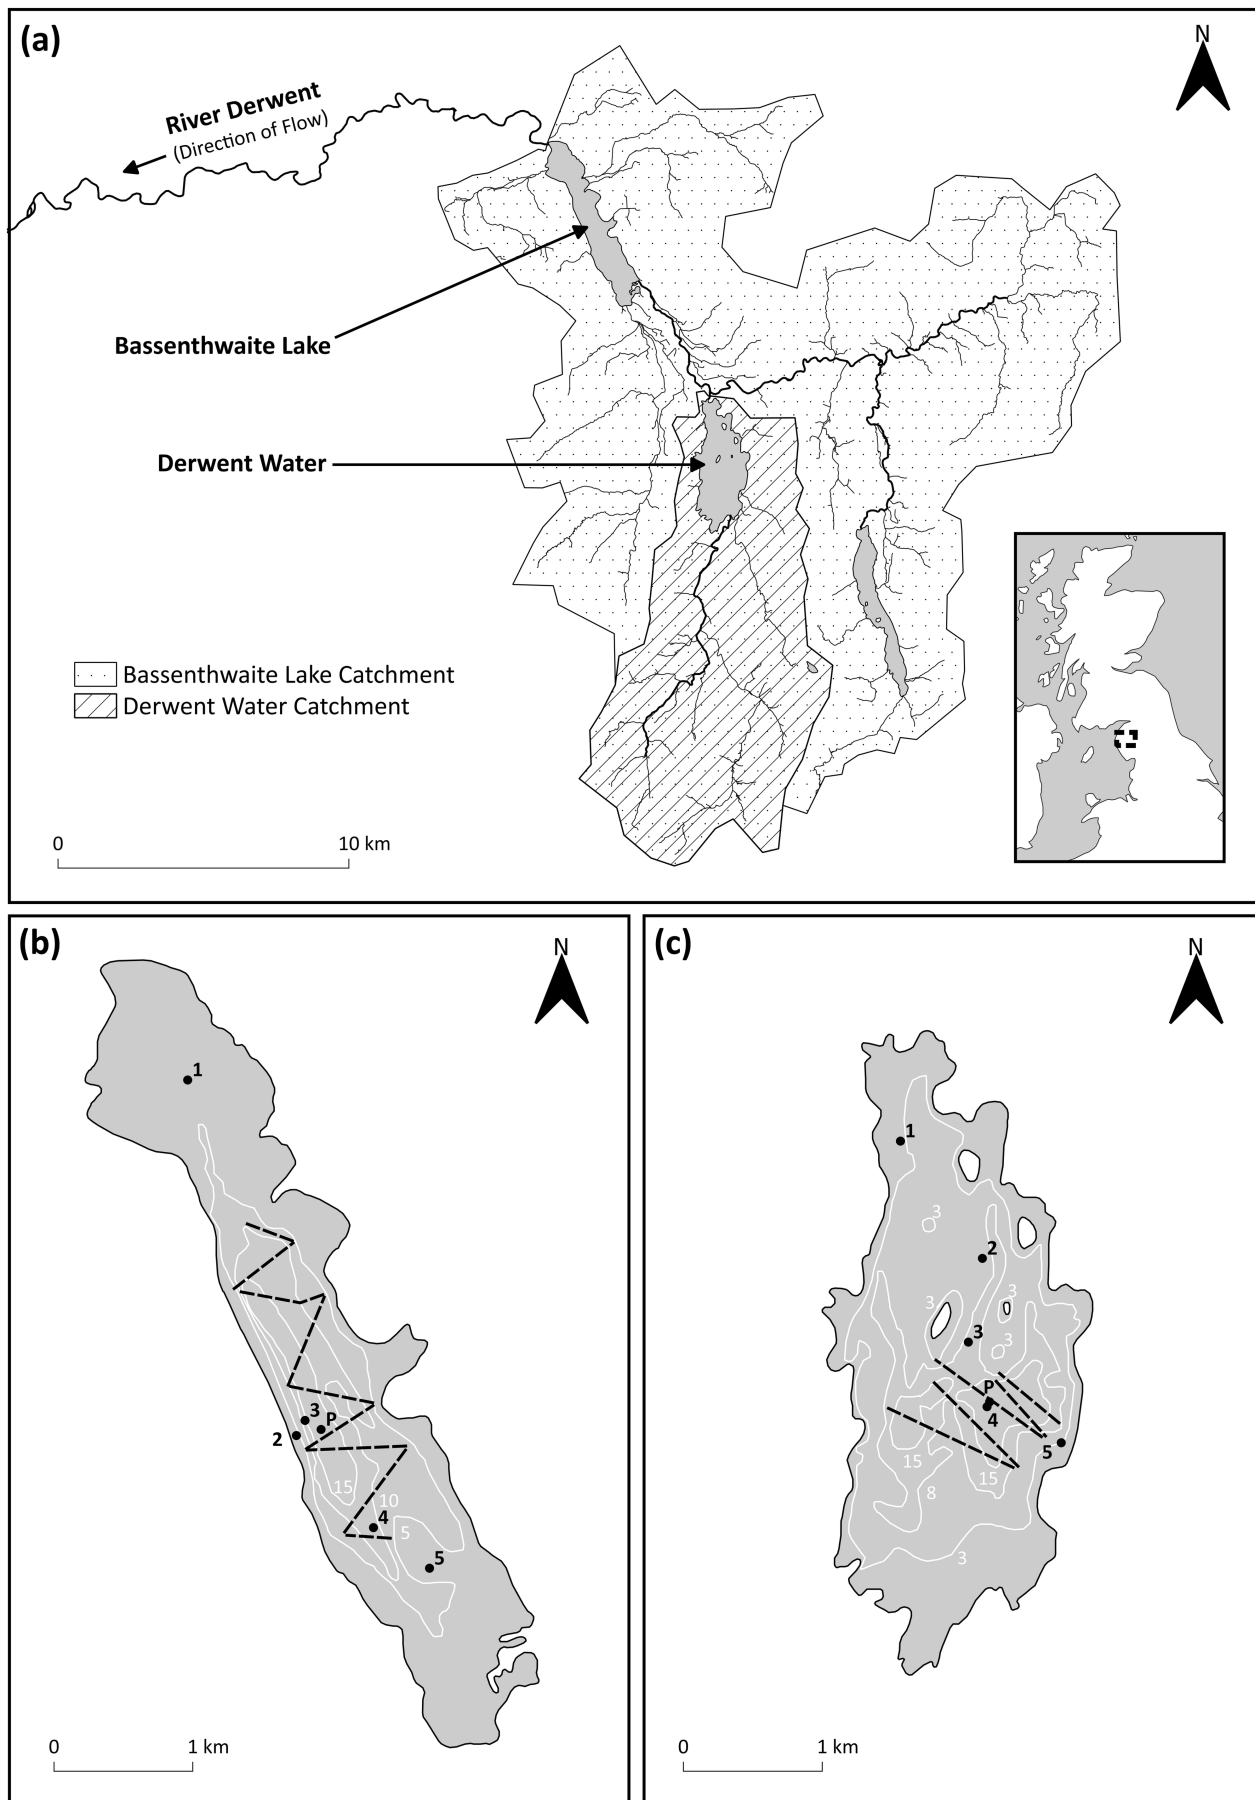 (a)
N
River Derwent
(Direction of Flow)
Bassenthwaite Lake
Derwent Water
Bassenthwaite Lake Catchment
Derwent Water Catchment
0 10 km
(b)
N
1
3
P
2
15
10
4
5
5
0 1 km
(c)
N
1
3
2
3
3
3
3
P
4
5
15
15
8
3
0 1 km